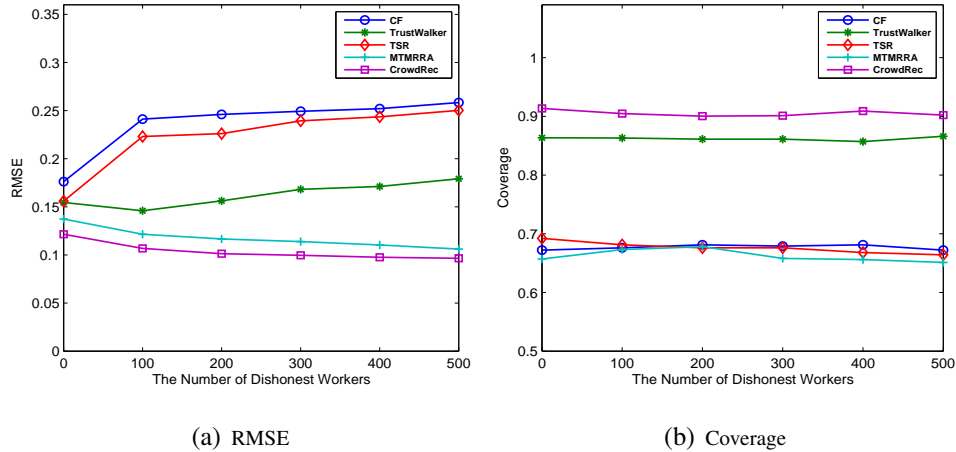 0.35
0.3
0.25
0.2
0.15
0.1
0.05
0
RMSE
0 100 200 300 400 500
The Number of Dishonest Workers
CF
TrustWalker
TSR
MTMRRA
CrowdRec
(a) RMSE
1
0.9
0.8
0.7
0.6
0.5
Coverage
0 100 200 300 400 500
The Number of Dishonest Workers
CF
TrustWalker
TSR
MTMRRA
CrowdRec
(b) Coverage